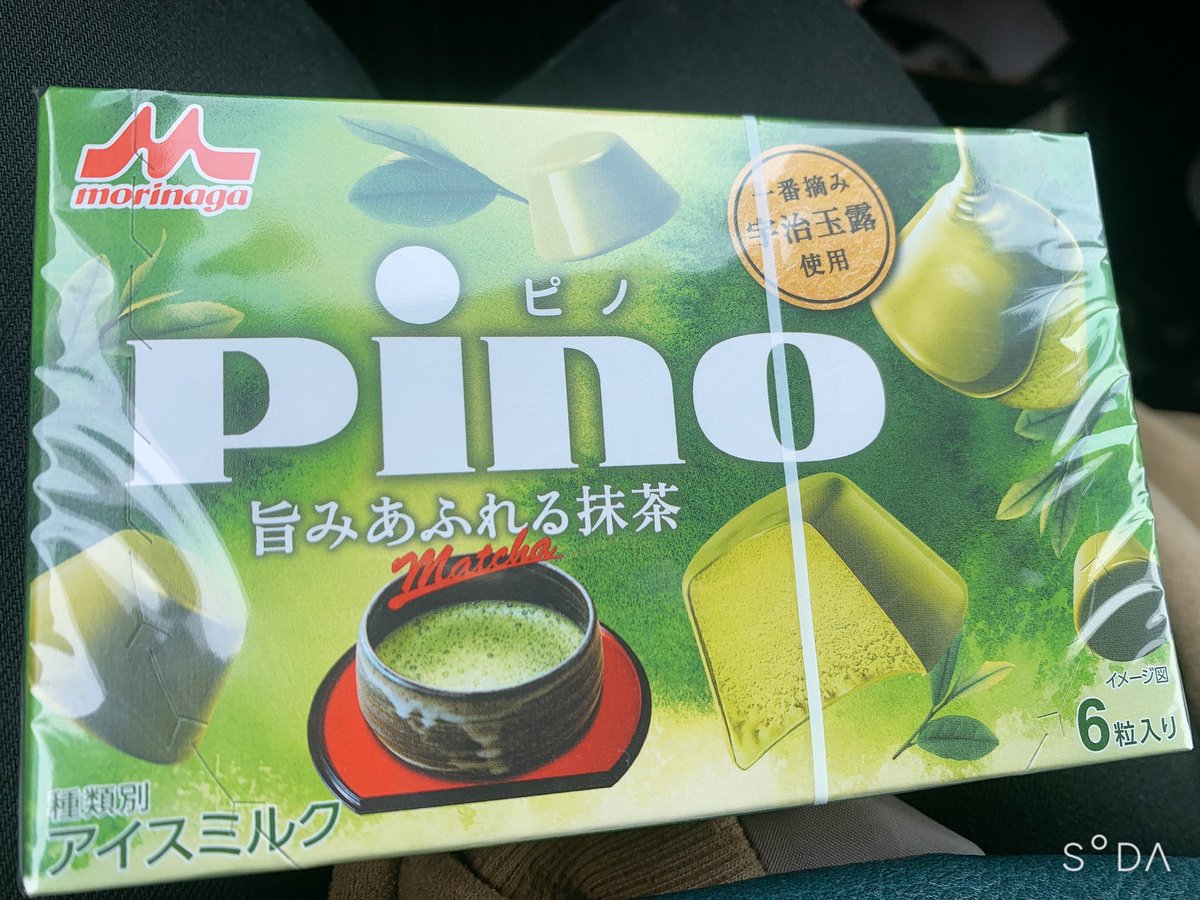 morinaga
一番摘み
宇治玉露
使用
ピノ
pino
旨みあふれる抹茶
Matcha
イメージ図
6粒入り
種類別
アイスミルク
SODA